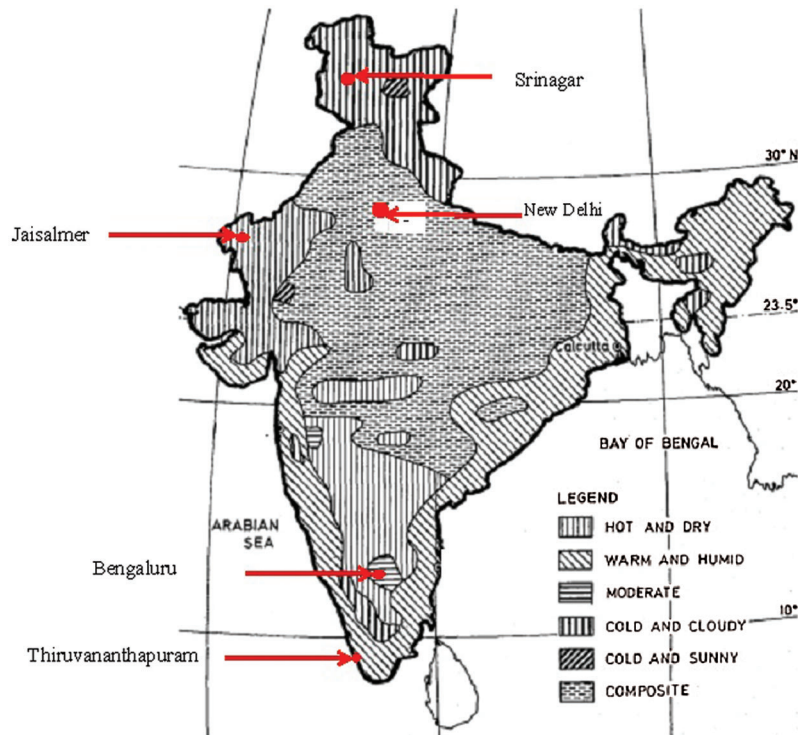 Srinagar
30° N
New Delhi
Jaisalmer
23.5°
Calcutta
20°
BAY OF BENGAL
LEGEND
ARABIAN
SEA
HOT AND DRY
WARM AND HUMID
Bengaluru
MODERATE
10°
COLD AND CLOUDY
Thiruvananthapuram
COLD AND SUNNY
COMPOSITE